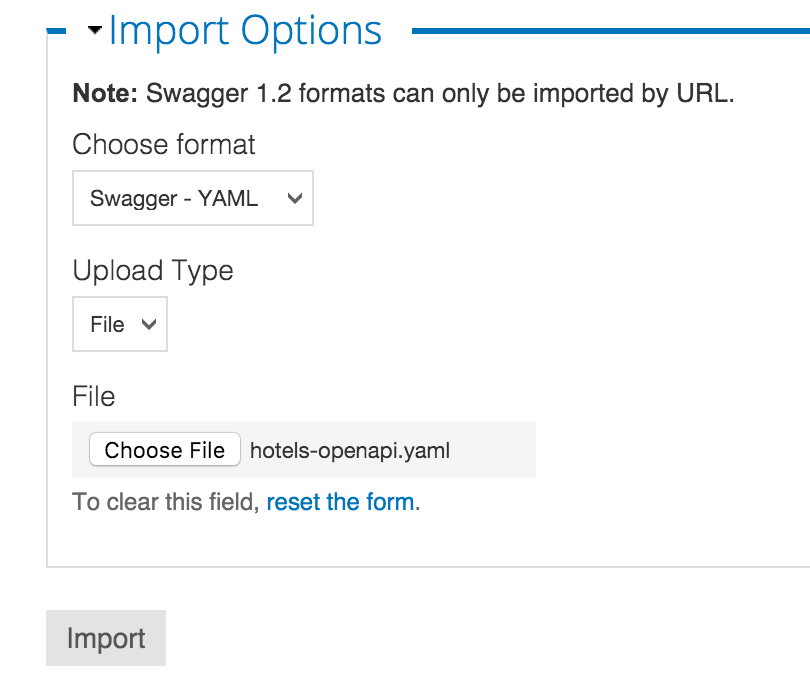 Import Options
Note: Swagger 1.2 formats can only be imported by URL.
Choose format
Swagger - YAML
Upload Type
File
File
Choose File hotels-openapi.yaml
To clear this field, reset the form.
Import